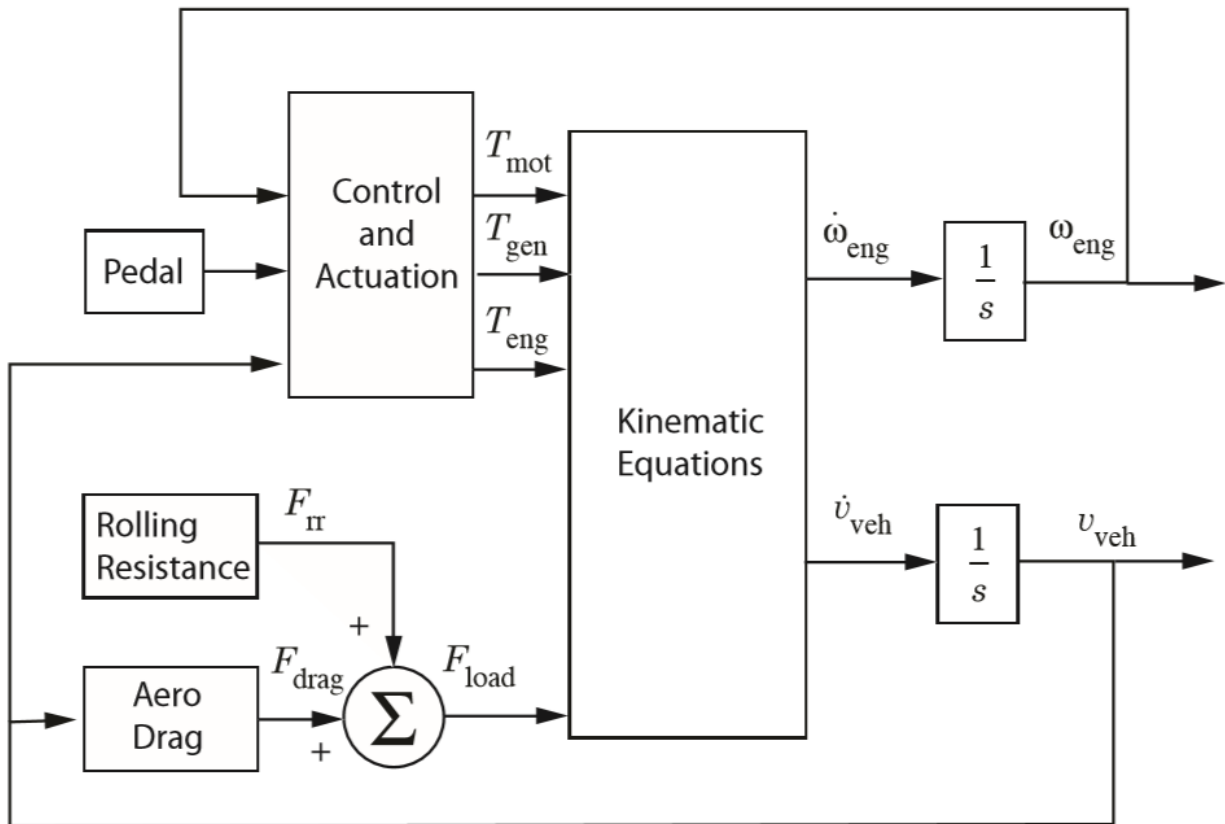 Control
and
Actuation
Pedal
T_mot
T_gen
T_eng
Kinematic
Equations
ω̇_eng
1
s
ω_eng
v̇_veh
1
s
v_veh
Rolling
Resistance
F_rr
+
Aero
Drag
F_drag
+
Σ
F_load